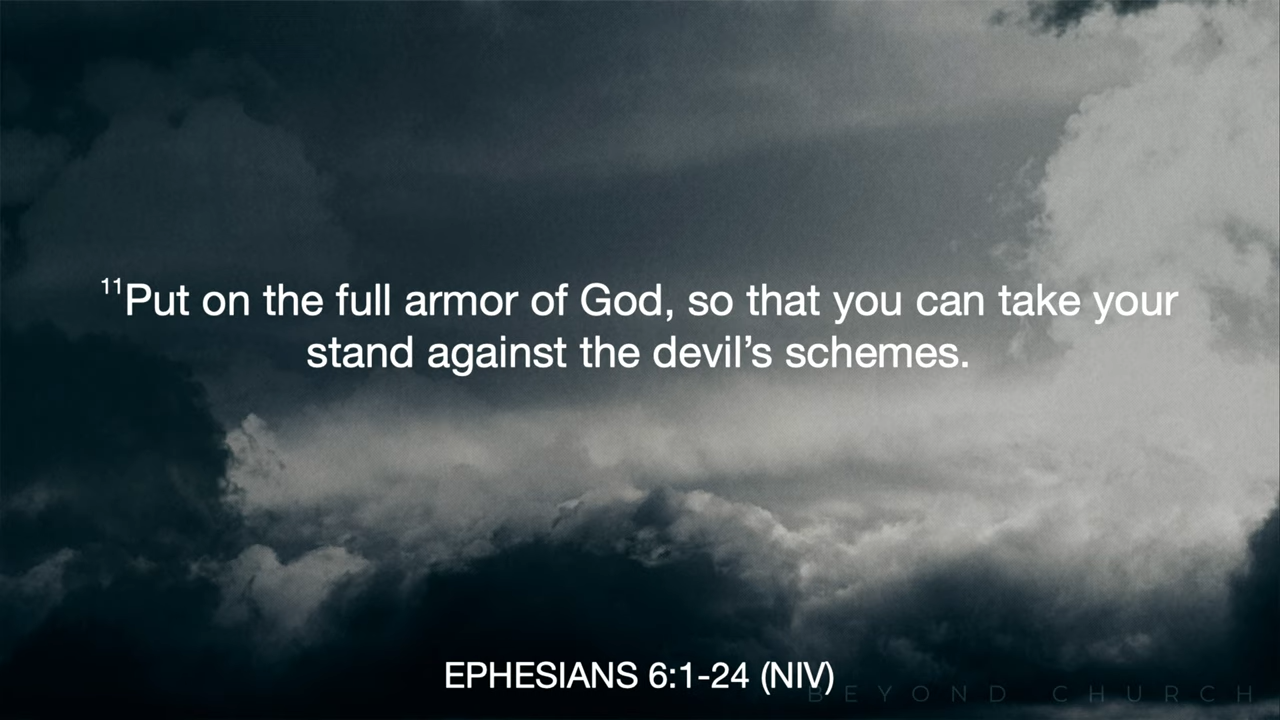 ¹¹Put on the full armor of God, so that you can take your
stand against the devil’s schemes.
EPHESIANS 6:1-24 (NIV)
BEYOND CHURCH